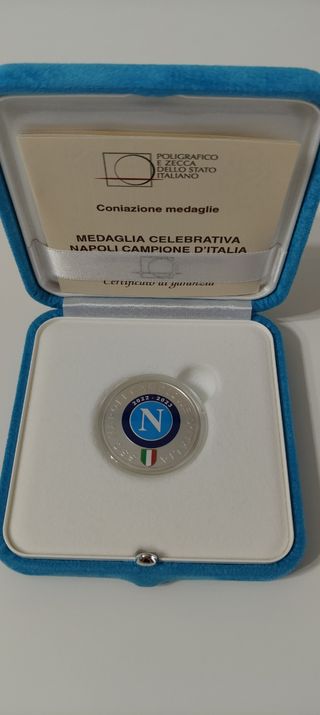 POLIGRAFICO
E ZECCA
DELLO STATO
ITALIANO
Coniazione medaglie
MEDAGLIA CELEBRATIVA
NAPOLI CAMPIONE D'ITALIA
Certificato di garanzia
2022 - 2023
N